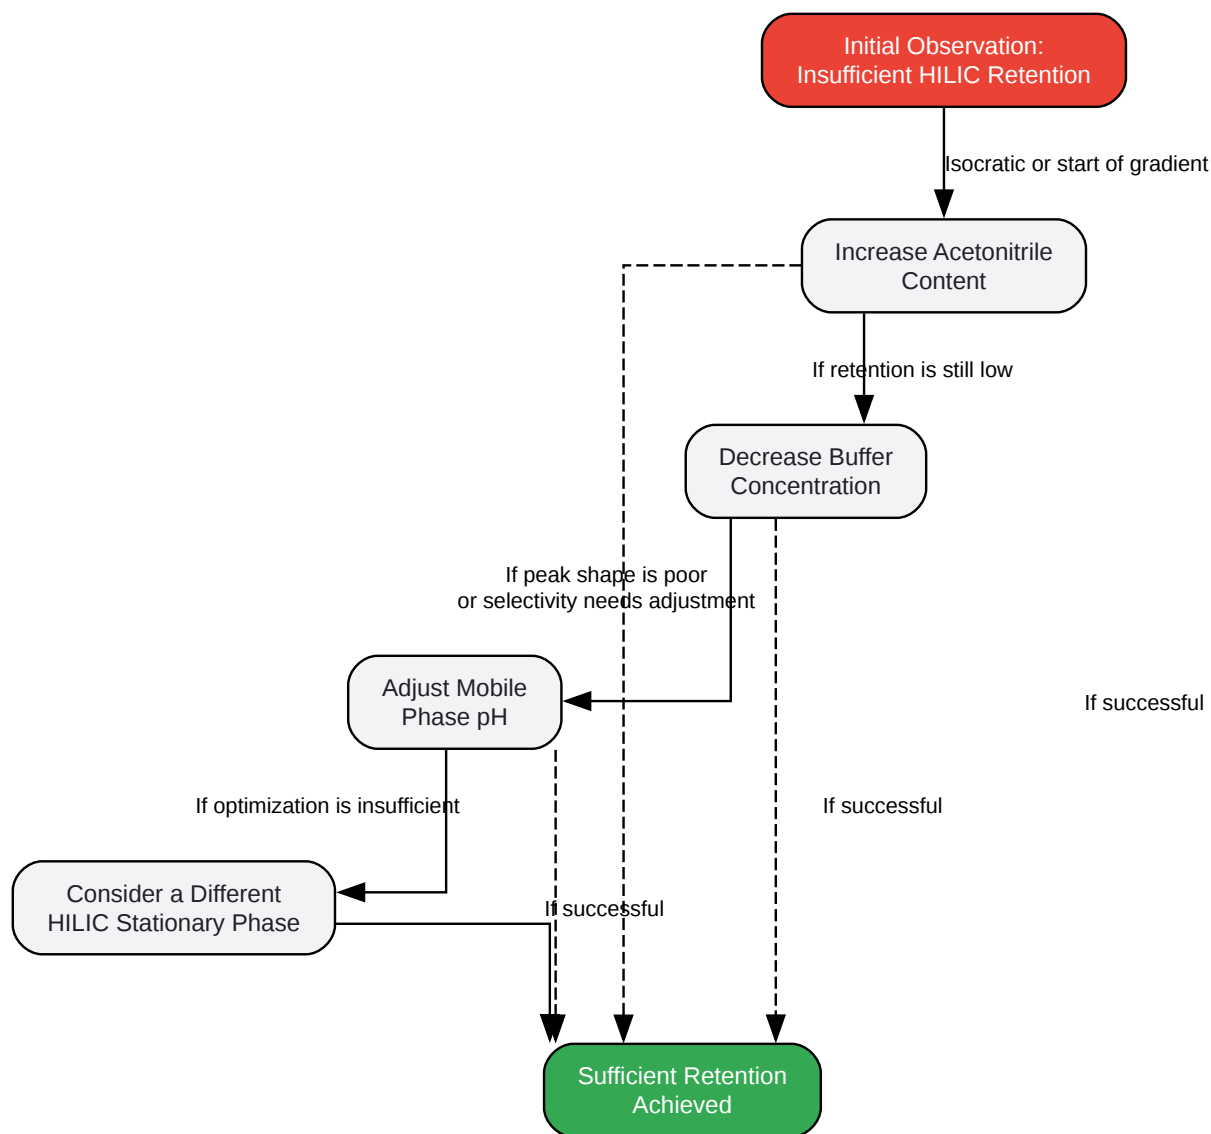 Initial Observation:
Insufficient HILIC Retention
Isocratic or start of gradient
Increase Acetonitrile
Content
If retention is still low
Decrease Buffer
Concentration
If peak shape is poor
or selectivity needs adjustment
Adjust Mobile
Phase pH
If successful
If optimization is insufficient
If successful
Consider a Different
HILIC Stationary Phase
If successful
Sufficient Retention
Achieved